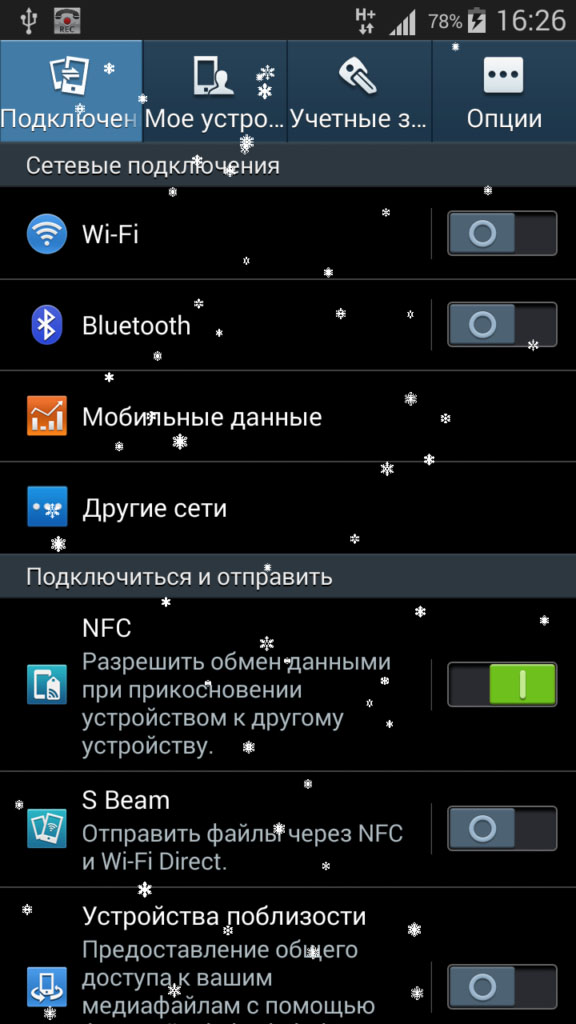 REC H+ 78% 16:26
Подключен Мое устро... Учетные з... Опции
Сетевые подключения
Wi-Fi
Bluetooth
Мобильные данные
Другие сети
Подключиться и отправить
NFC
Разрешить обмен данными
при прикосновении
устройством к другому
устройству.
S Beam
Отправить файлы через NFC
и Wi-Fi Direct.
Устройства поблизости
Предоставление общего
доступа к вашим
медиафайлам с помощью